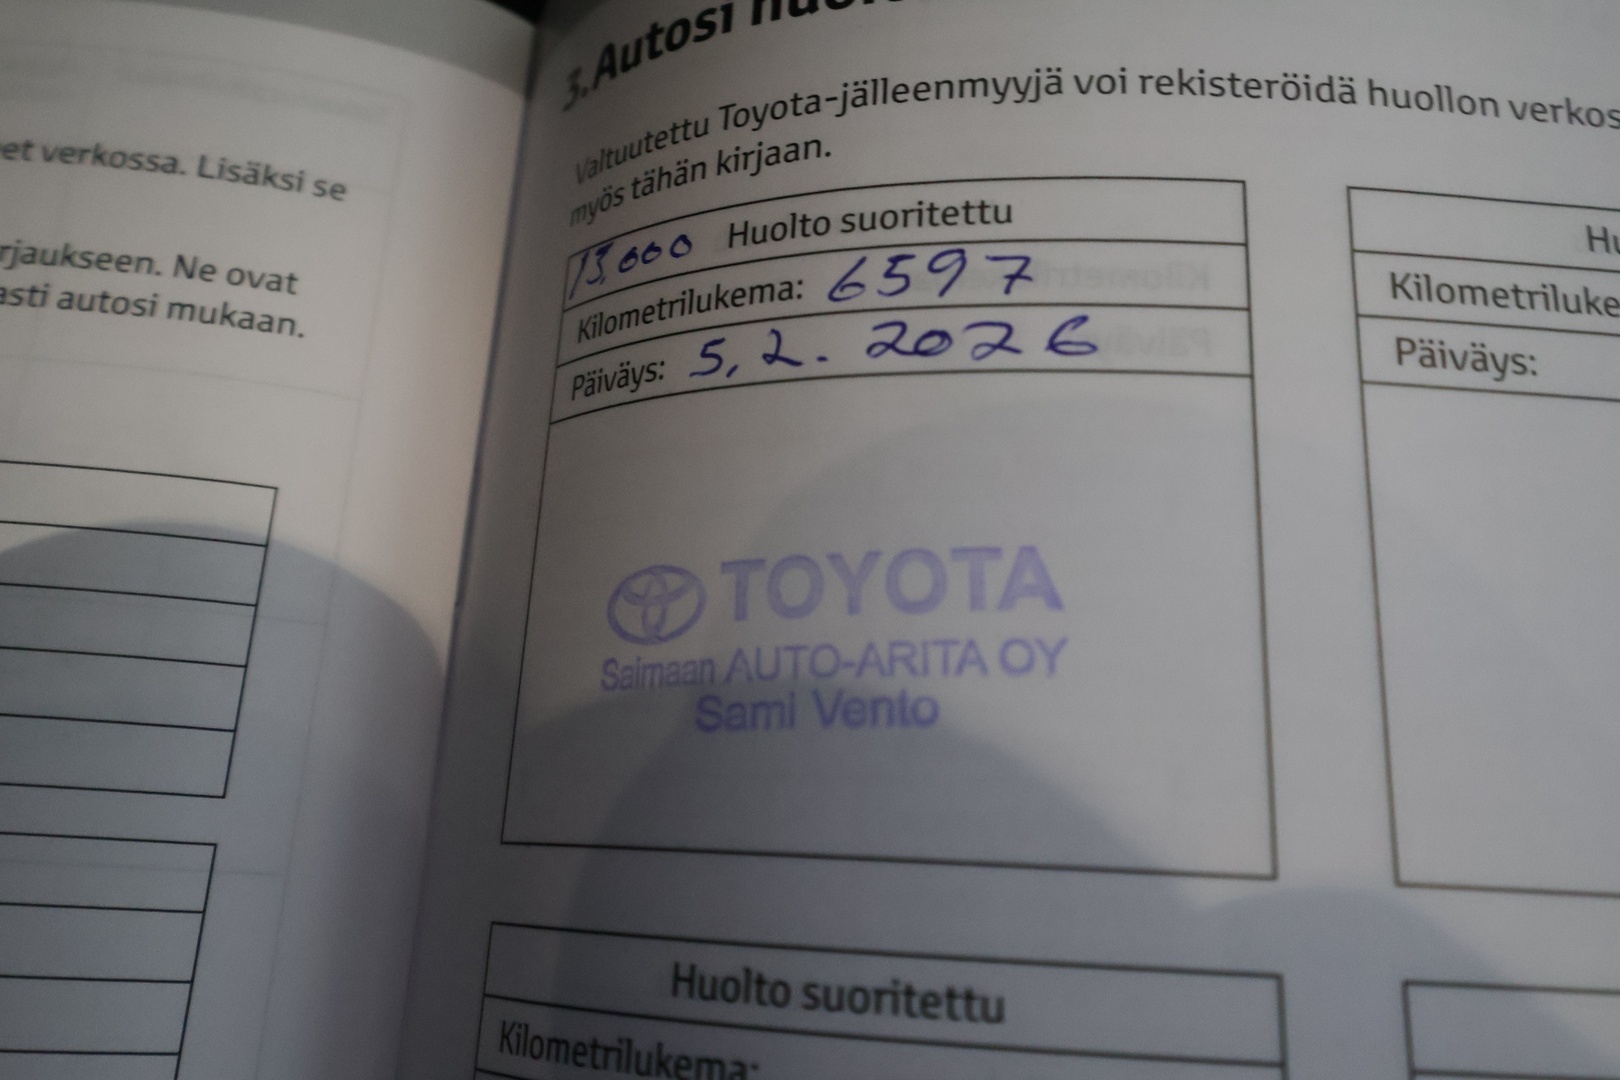 et verkossa. Lisäksi se
rjaukseen. Ne ovat
asti autosi mukaan.
3. Autosi
Valtuutettu Toyota-jälleenmyyjä voi rekisteröidä huollon verkos
myös tähän kirjaan.
15,000 Huolto suoritettu
Kilometrilukema: 6597
Päiväys: 5,2. 2026
TOYOTA
Saimaan AUTO-ARITA OY
Sami Vento
Hu
Kilometriluke
Päiväys:
Huolto suoritettu
Kilometrilukema: